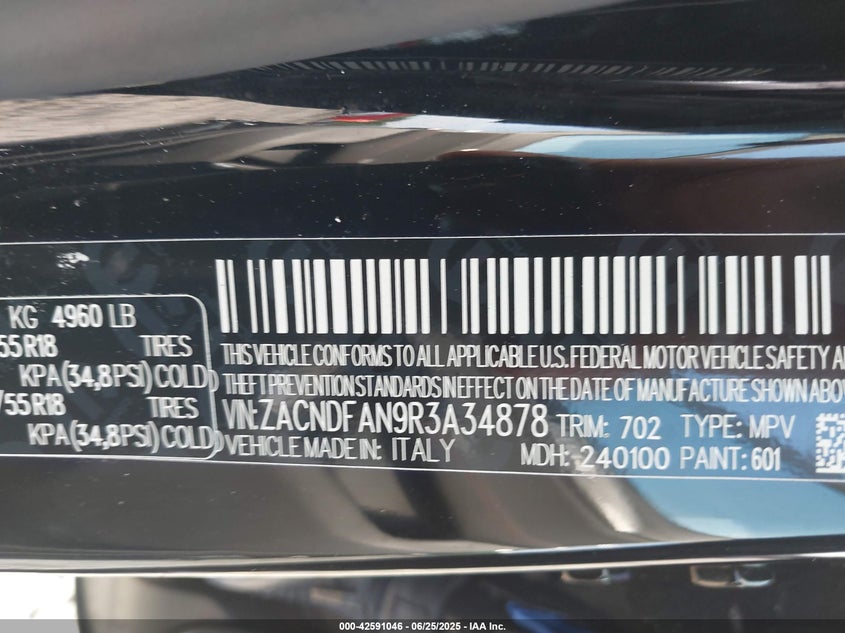 KG 4960 LB
55 R18 TIRES
KPA(34,8PSI) COLD
/55 R18 TIRES
KPA(34,8PSI) COLD
THIS VEHICLE CONFORMS TO ALL APPLICABLE U.S. FEDERAL MOTOR VEHICLE SAFETY A
THEFT PREVENTION STANDARDS IN EFFECT ON THE DATE OF MANUFACTURE SHOWN ABOV
VIN:ZACNDFAN9R3A34878 TRIM: 702 TYPE: MPV
VEHICLE MADE IN: ITALY MDH: 240100 PAINT: 601
000-42591046 / 06/25/2025 - IAA Inc.